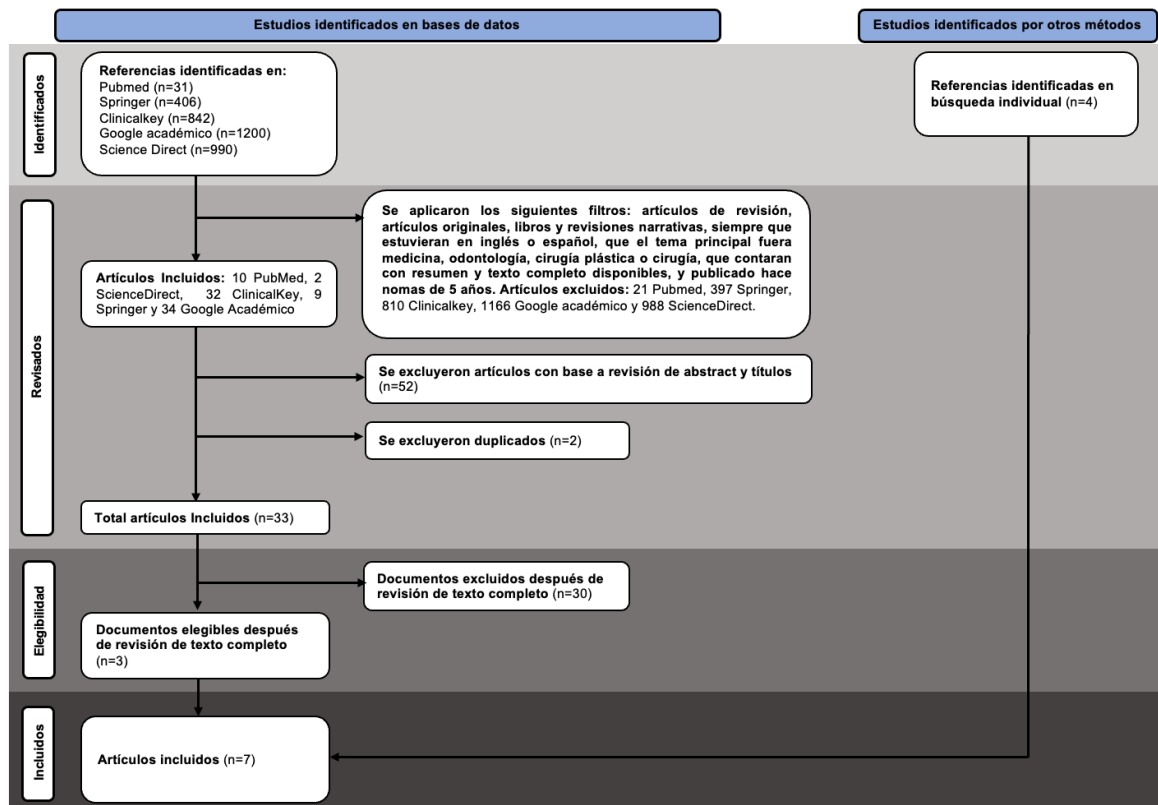 Estudios identificados en bases de datos
Estudios identificados por otros métodos
Identificados
Referencias identificadas en:
Pubmed (n=31)
Springer (n=406)
Clinicalkey (n=842)
Google académico (n=1200)
Science Direct (n=990)
Referencias identificadas en
búsqueda individual (n=4)
Revisados
Se aplicaron los siguientes filtros: artículos de revisión,
artículos originales, libros y revisiones narrativas, siempre que
estuvieran en inglés o español, que el tema principal fuera
medicina, odontología, cirugía plástica o cirugía, que contaran
con resumen y texto completo disponibles, y publicado hace
nomas de 5 años. Artículos excluidos: 21 Pubmed, 397 Springer,
810 Clinicalkey, 1166 Google académico y 988 ScienceDirect.
Artículos Incluidos: 10 PubMed, 2
ScienceDirect, 32 ClinicalKey, 9
Springer y 34 Google Académico
Se excluyeron artículos con base a revisión de abstract y títulos
(n=52)
Se excluyeron duplicados (n=2)
Total artículos Incluidos (n=33)
Elegibilidad
Documentos excluidos después de
revisión de texto completo (n=30)
Documentos elegibles después
de revisión de texto completo
(n=3)
Incluidos
Artículos incluidos (n=7)